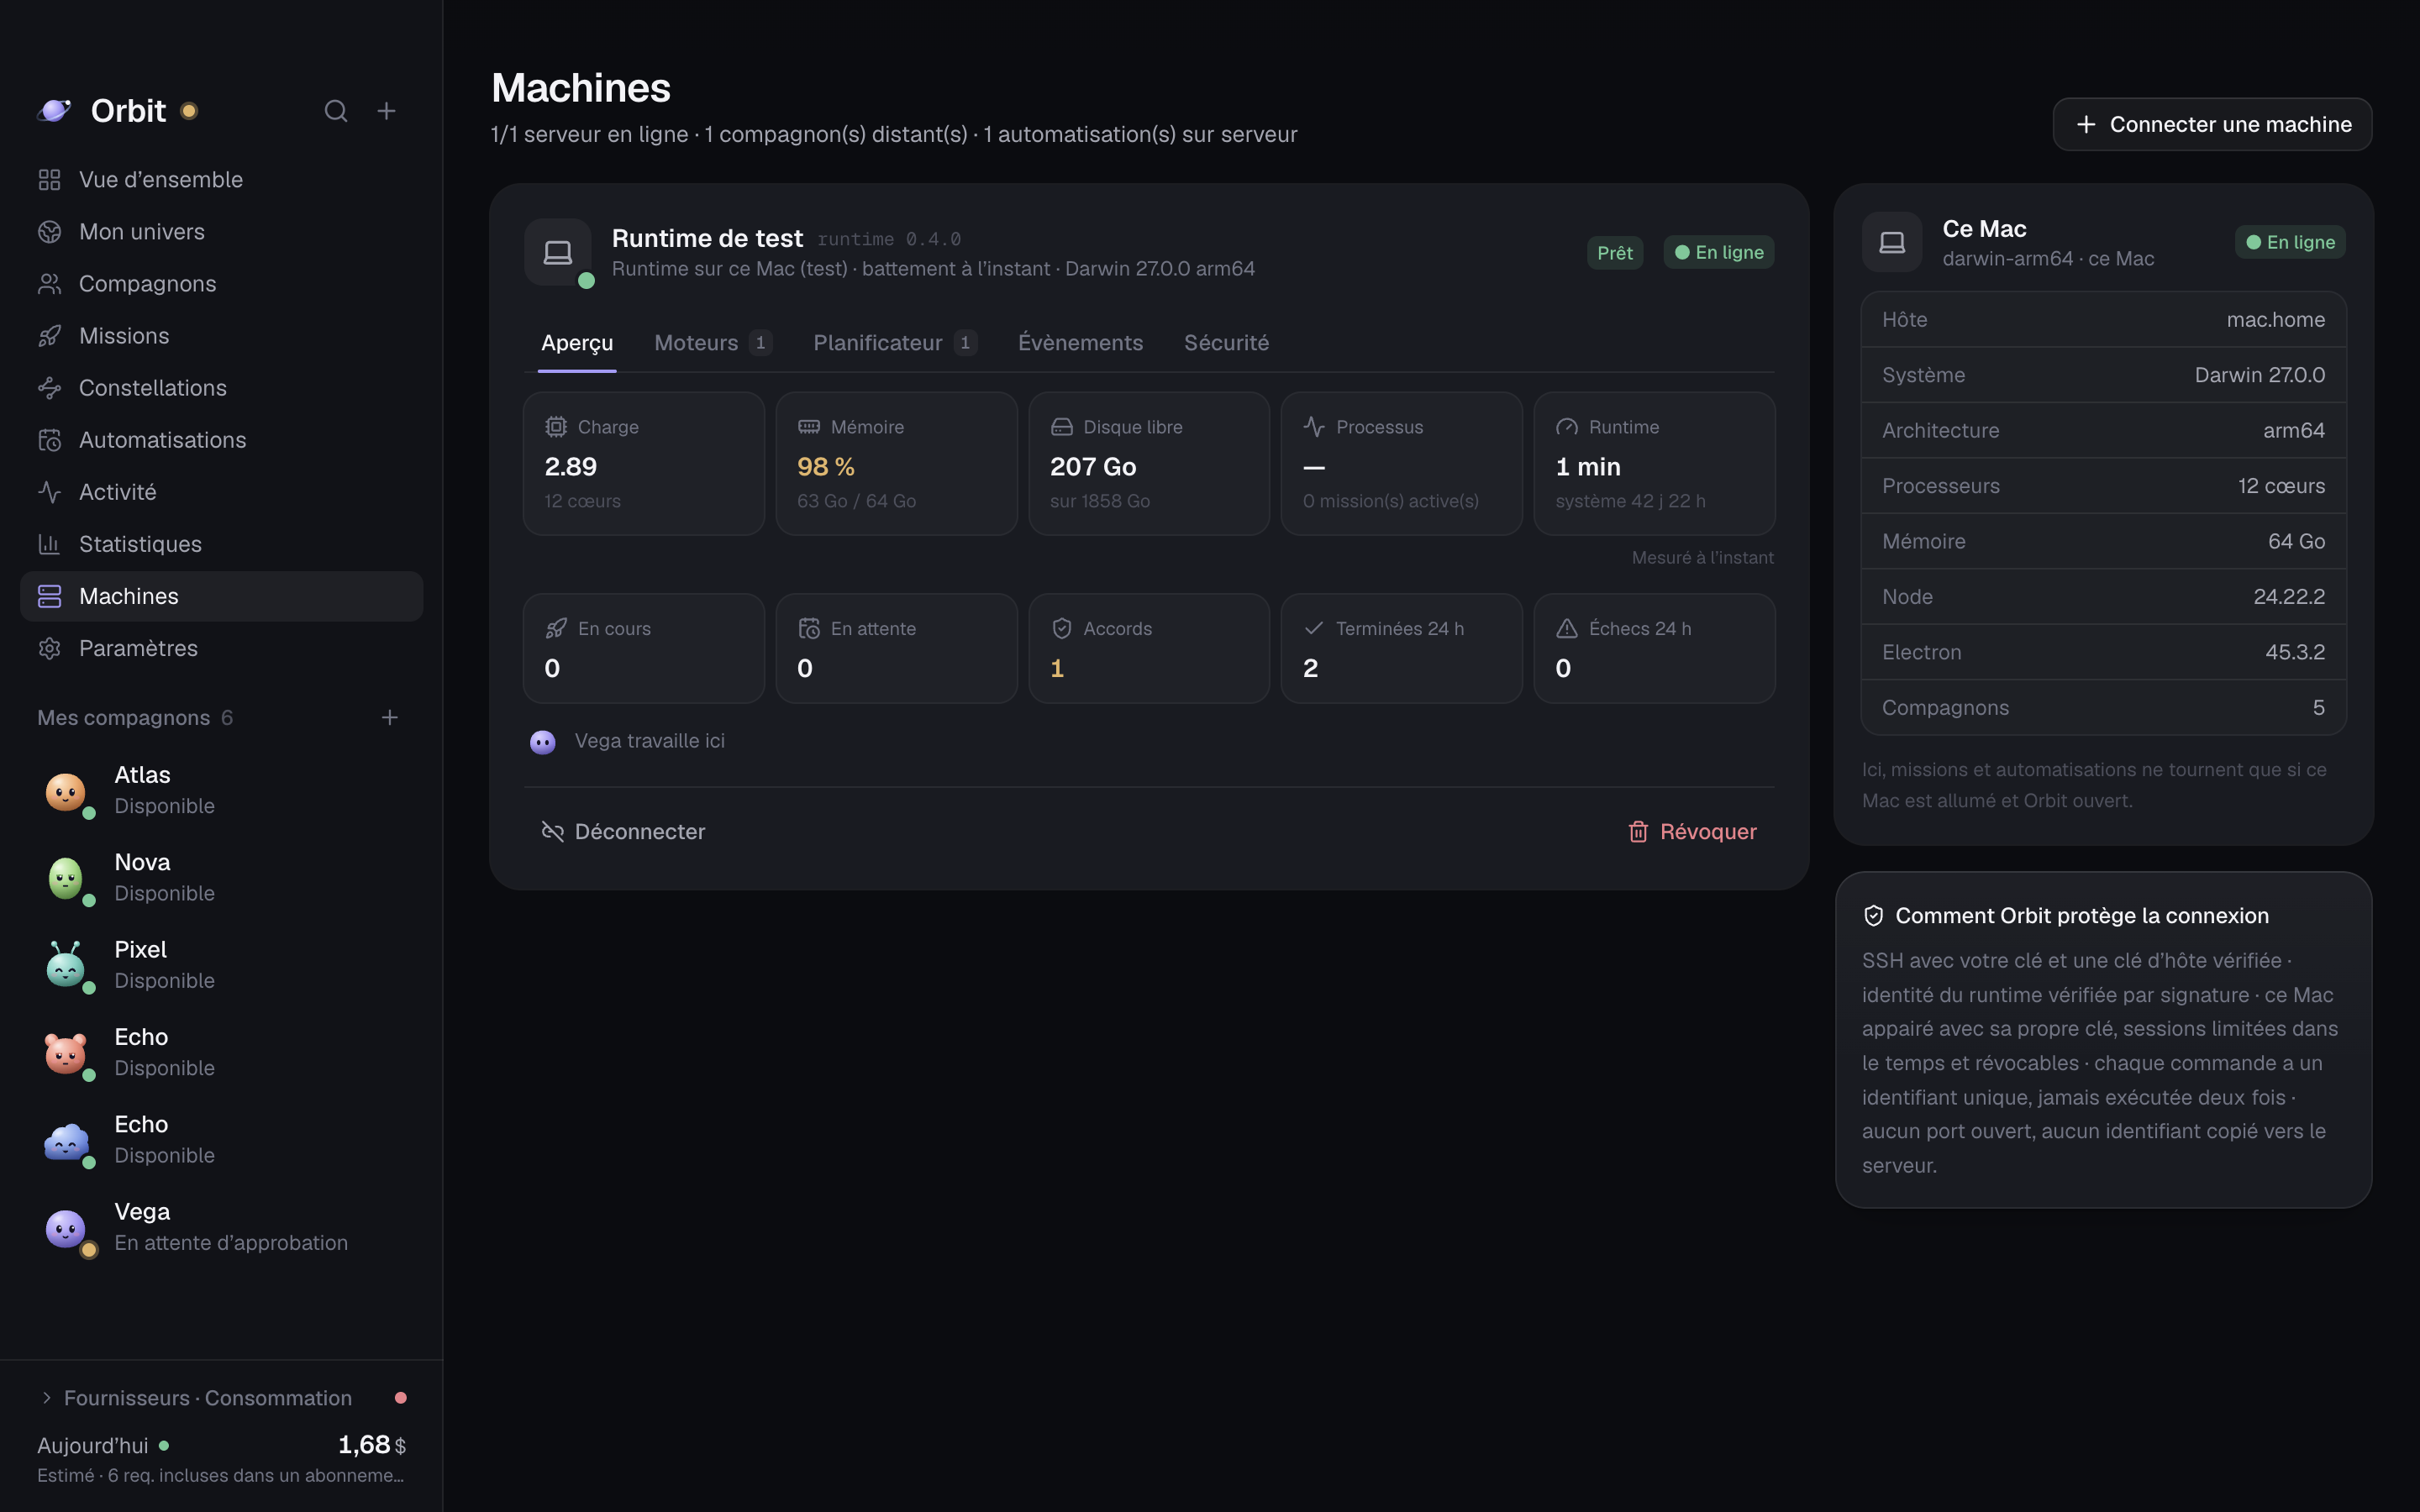 Orbit
Vue d’ensemble
Mon univers
Compagnons
Missions
Constellations
Automatisations
Activité
Statistiques
Machines
Paramètres
Mes compagnons 6
Atlas
Disponible
Nova
Disponible
Pixel
Disponible
Echo
Disponible
Echo
Disponible
Vega
En attente d’approbation
Fournisseurs · Consommation
Aujourd’hui 1,68 $
Estimé · 6 req. incluses dans un abonneme…
Machines
1/1 serveur en ligne · 1 compagnon(s) distant(s) · 1 automatisation(s) sur serveur
Connecter une machine
Runtime de test runtime 0.4.0
Runtime sur ce Mac (test) · battement à l’instant · Darwin 27.0.0 arm64
Prêt En ligne
Aperçu Moteurs 1 Planificateur 1 Évènements Sécurité
Charge
2.89
12 cœurs
Mémoire
98 %
63 Go / 64 Go
Disque libre
207 Go
sur 1858 Go
Processus
—
0 mission(s) active(s)
Runtime
1 min
système 42 j 22 h
Mesuré à l’instant
En cours
0
En attente
0
Accords
1
Terminées 24 h
2
Échecs 24 h
0
Vega travaille ici
Déconnecter
Révoquer
Ce Mac
darwin-arm64 · ce Mac
En ligne
Hôte mac.home
Système Darwin 27.0.0
Architecture arm64
Processeurs 12 cœurs
Mémoire 64 Go
Node 24.22.2
Electron 45.3.2
Compagnons 5
Ici, missions et automatisations ne tournent que si ce
Mac est allumé et Orbit ouvert.
Comment Orbit protège la connexion
SSH avec votre clé et une clé d’hôte vérifiée ·
identité du runtime vérifiée par signature · ce Mac
appairé avec sa propre clé, sessions limitées dans
le temps et révocables · chaque commande a un
identifiant unique, jamais exécutée deux fois ·
aucun port ouvert, aucun identifiant copié vers le
serveur.